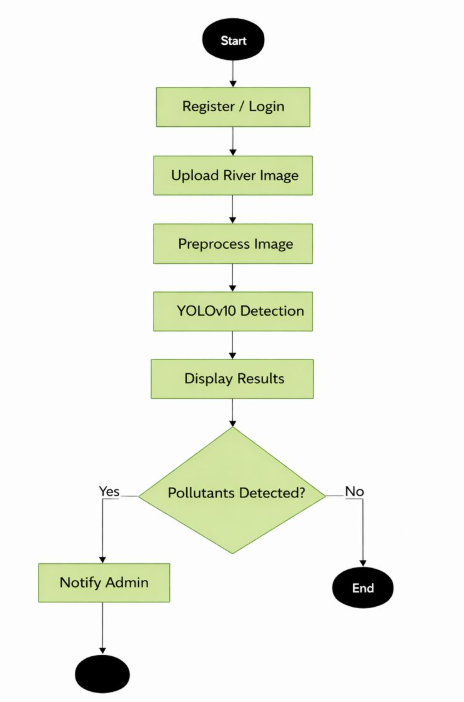 Start
Register / Login
Upload River Image
Preprocess Image
YOLOv10 Detection
Display Results
Pollutants Detected?
Yes
No
Notify Admin
End